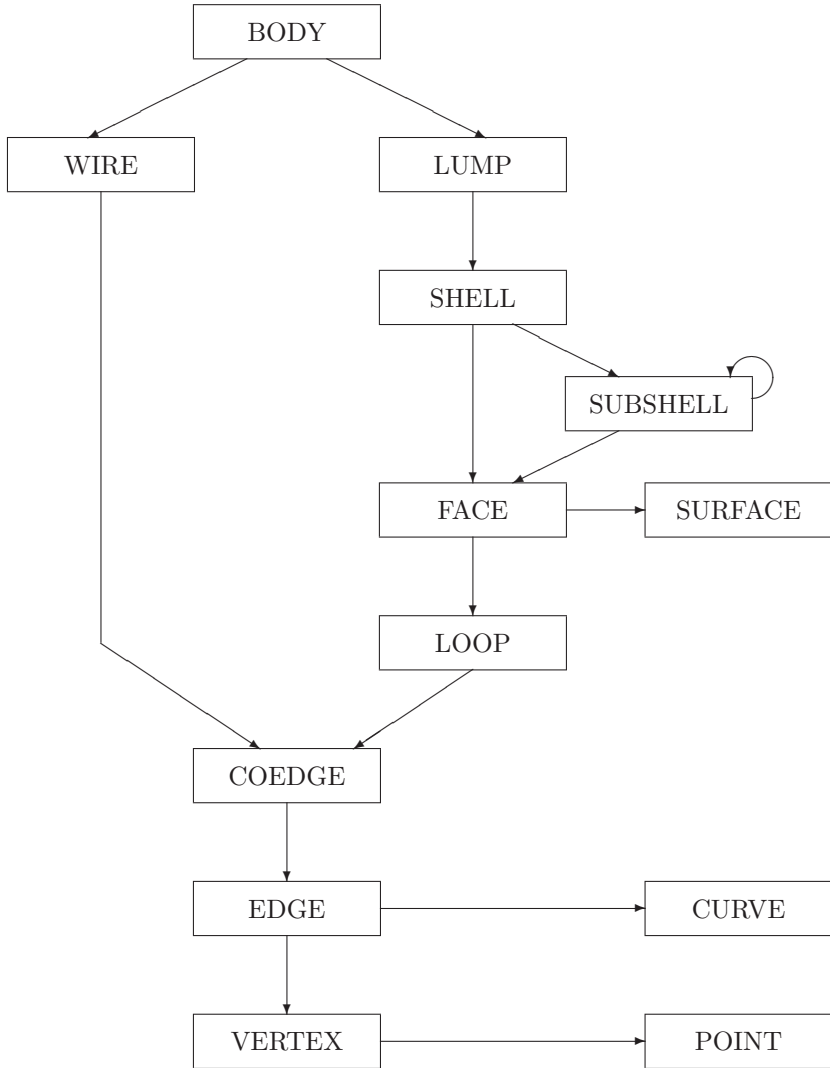 BODY
WIRE
LUMP
SHELL
SUBSHELL
FACE
SURFACE
LOOP
COEDGE
EDGE
CURVE
VERTEX
POINT